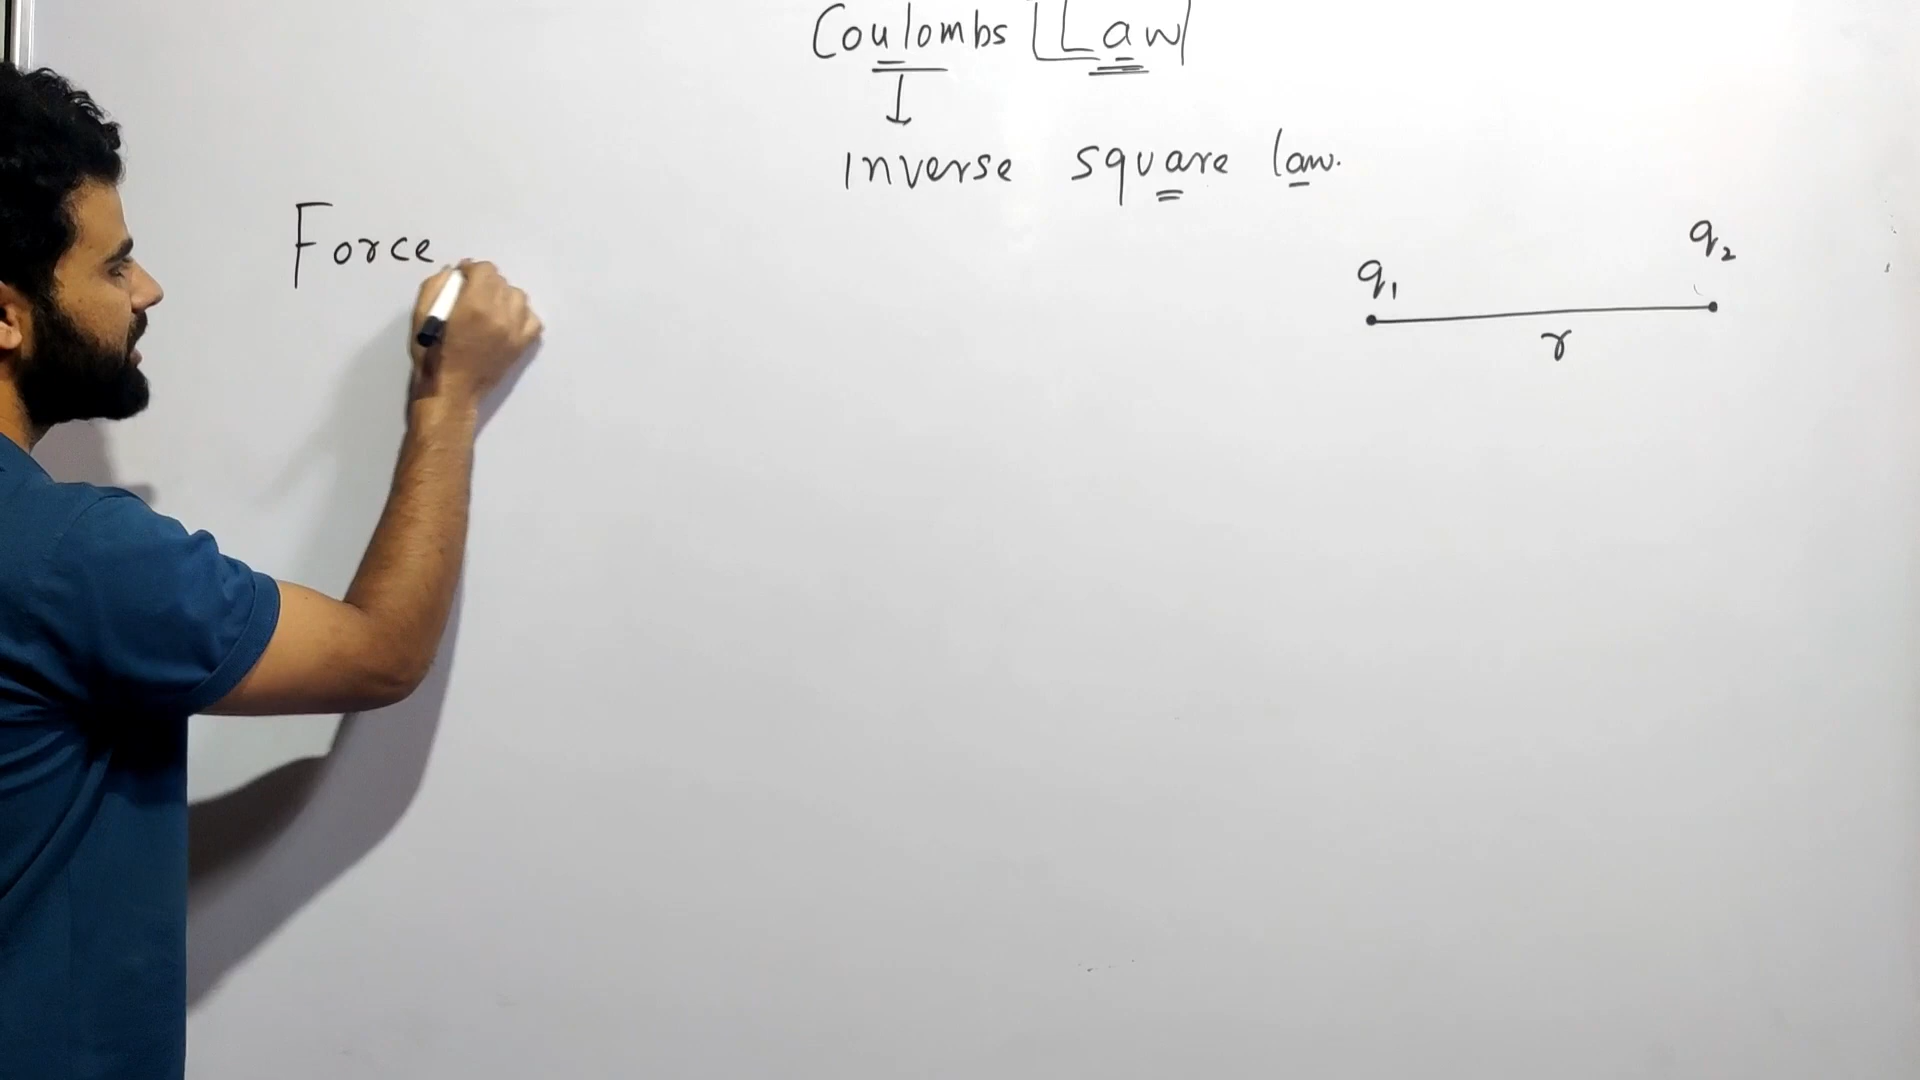 Coulombs Law
Inverse square law.
Force
q₁
q₂
r